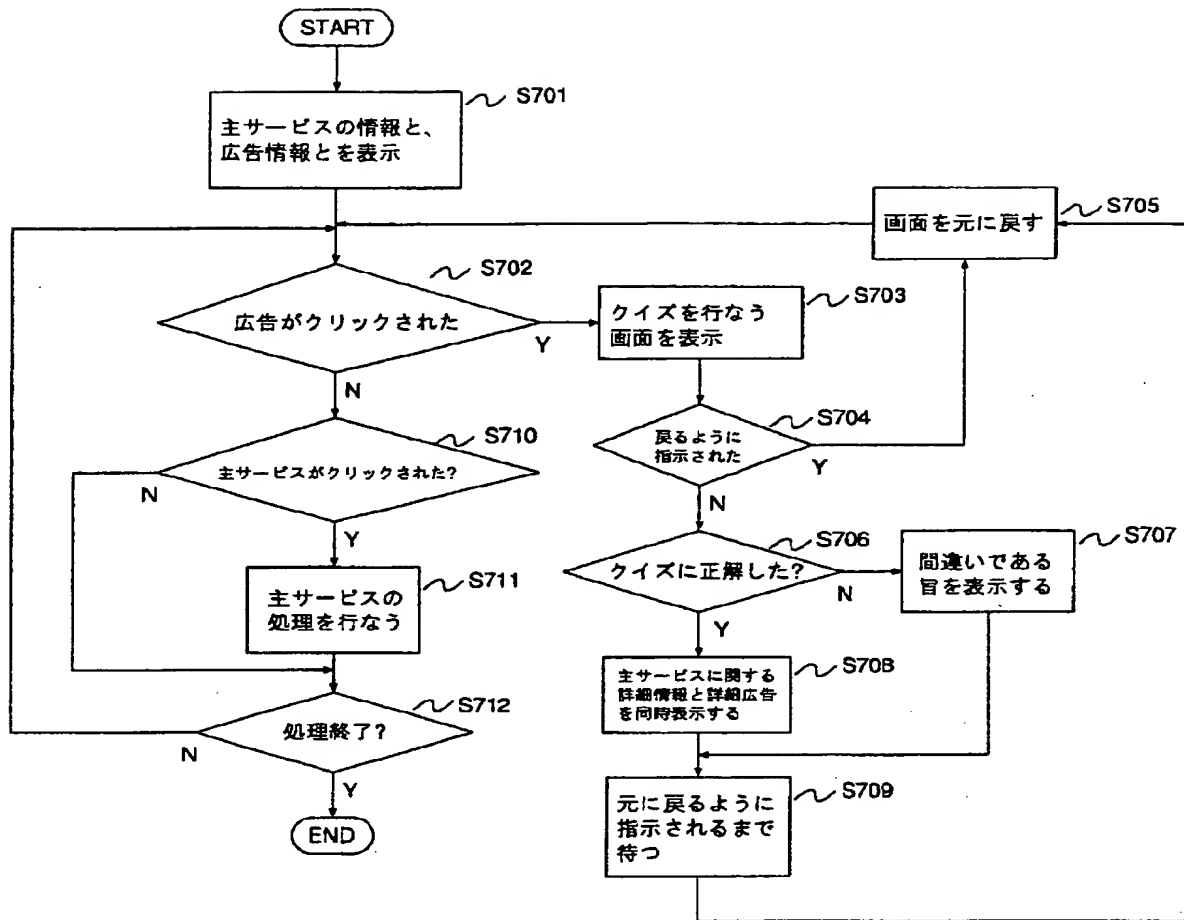 START
S701
主サービスの情報と、
広告情報とを表示
画面を元に戻す
S705
S702
広告がクリックされた
Y
N
S703
クイズを行なう
画面を表示
S704
戻るように
指示された
Y
N
S710
主サービスがクリックされた?
N
Y
S706
クイズに正解した?
N
Y
S707
間違いである
旨を表示する
S711
主サービスの
処理を行なう
S708
主サービスに関する
詳細情報と詳細広告
を同時表示する
S712
処理終了?
N
Y
S709
元に戻るように
指示されるまで
待つ
END